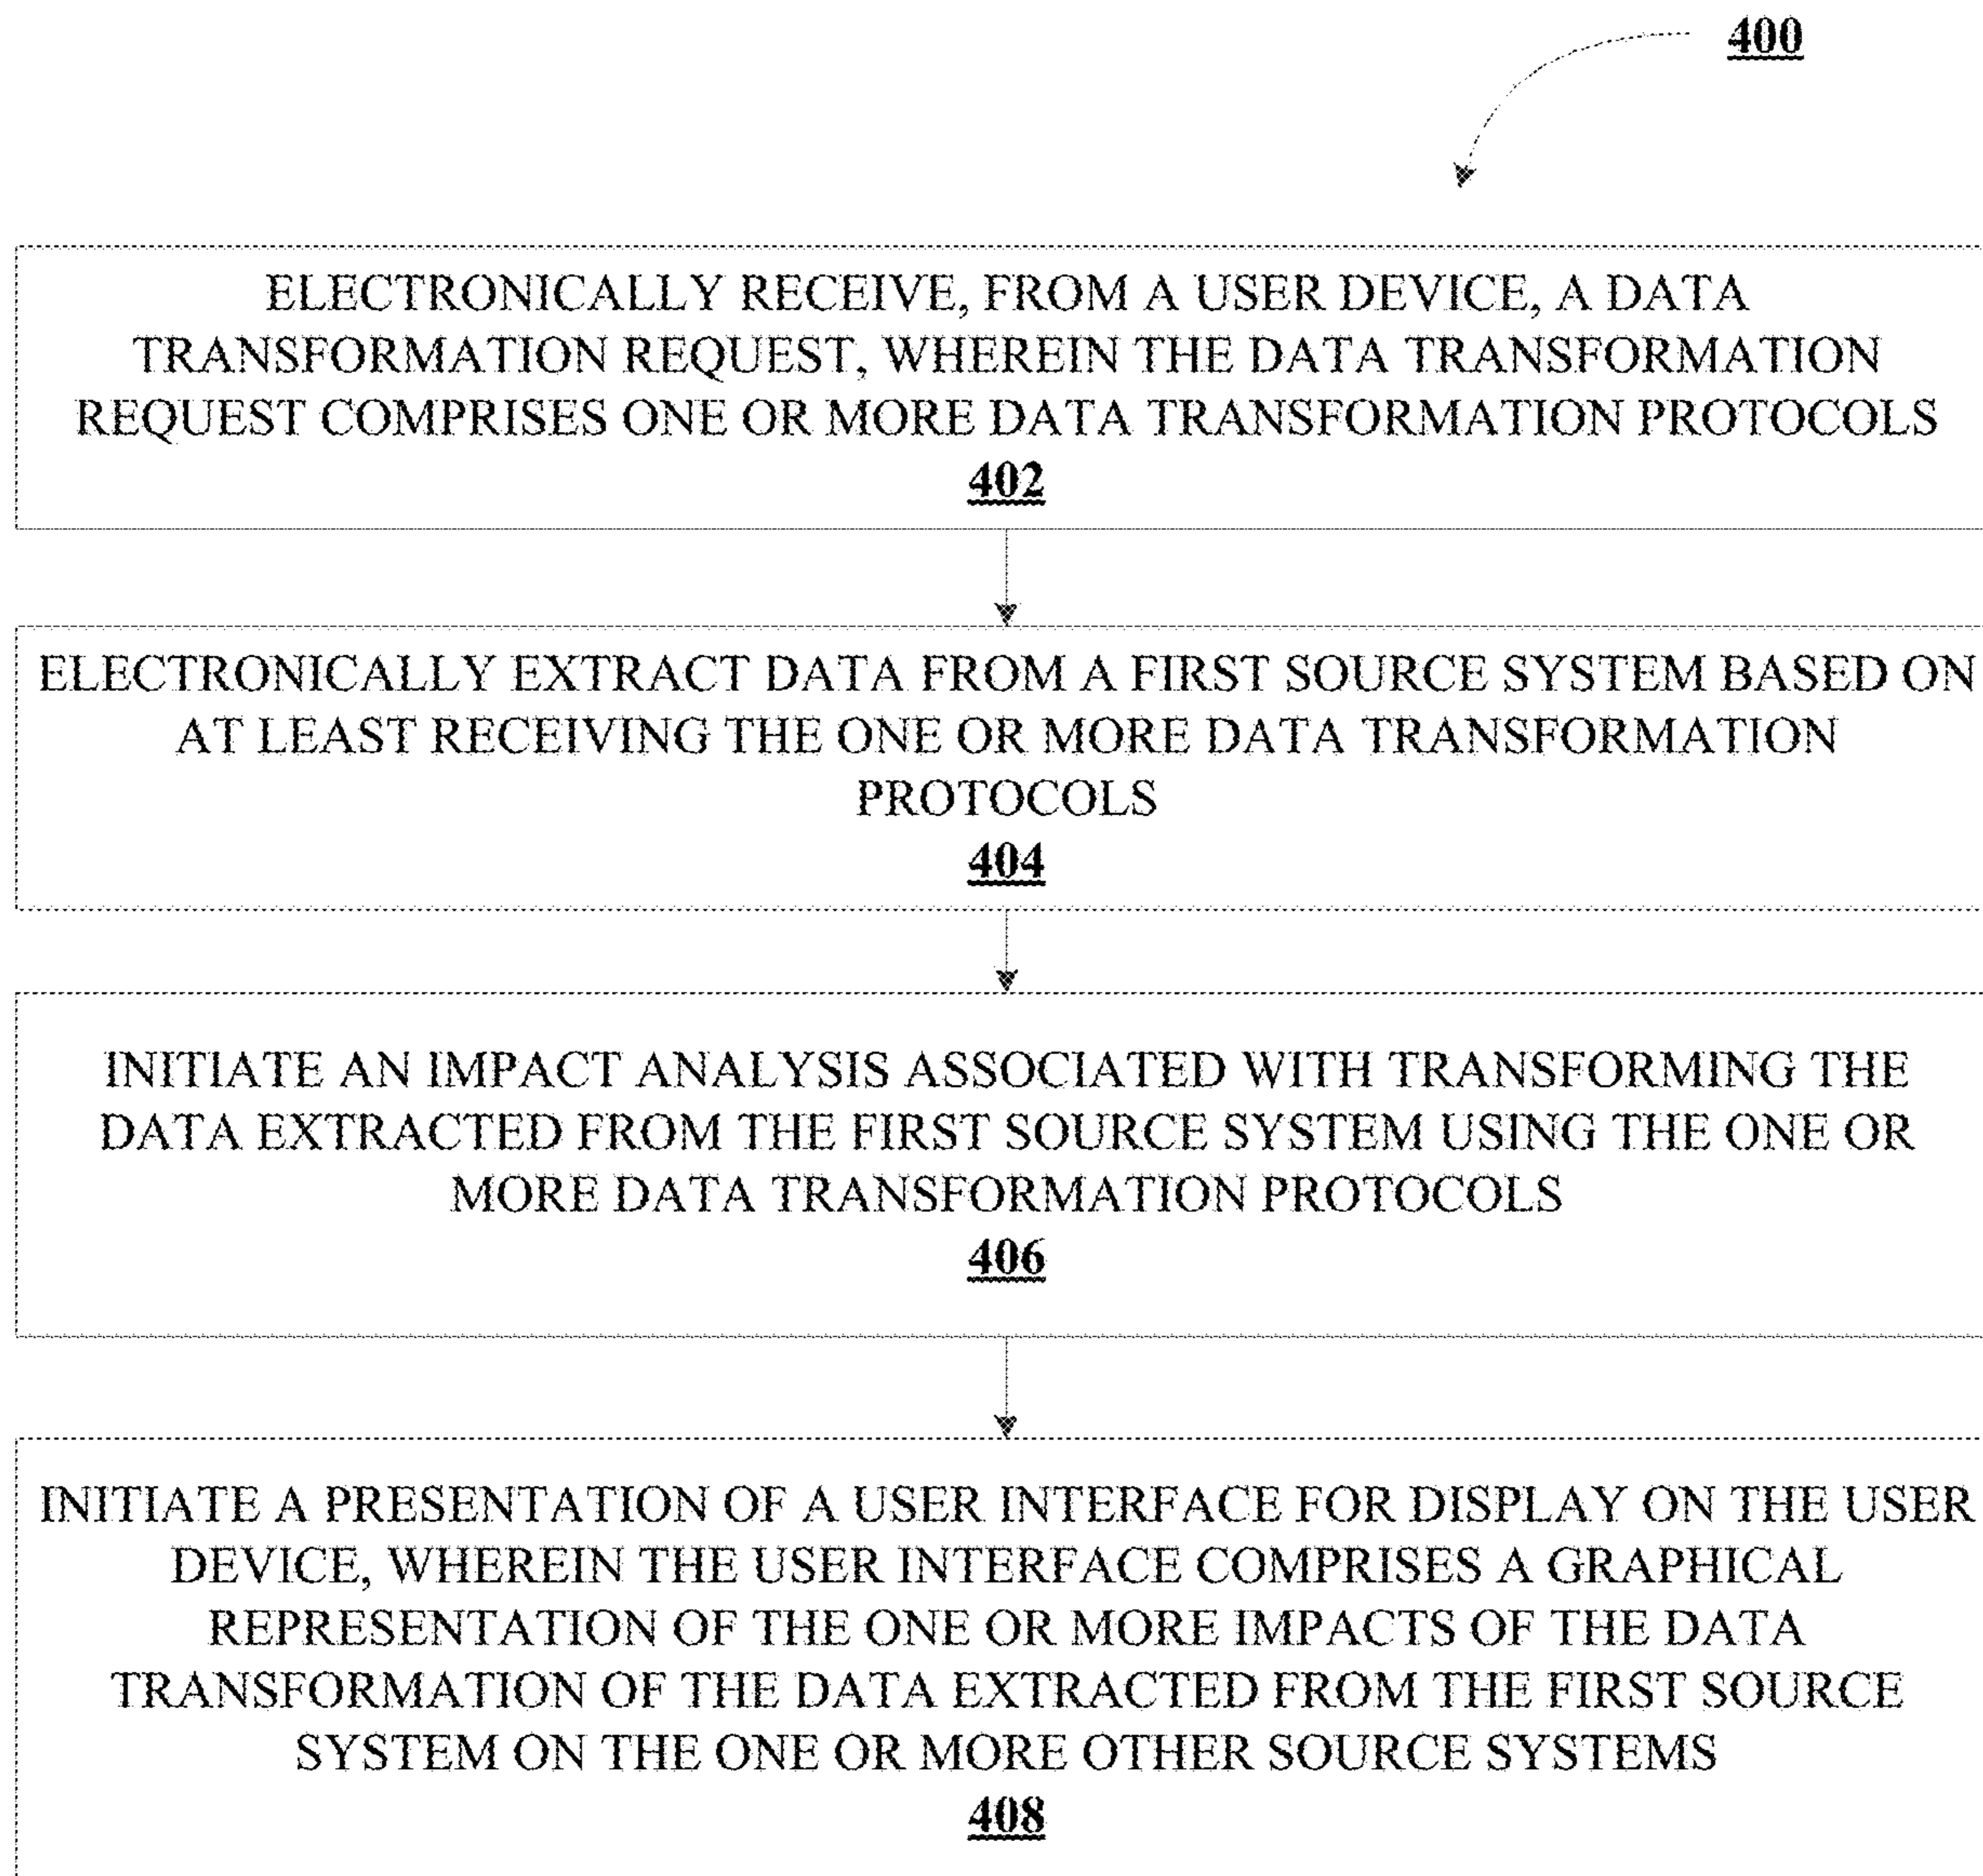 400
ELECTRONICALLY RECEIVE, FROM A USER DEVICE, A DATA
TRANSFORMATION REQUEST, WHEREIN THE DATA TRANSFORMATION
REQUEST COMPRISES ONE OR MORE DATA TRANSFORMATION PROTOCOLS
402
ELECTRONICALLY EXTRACT DATA FROM A FIRST SOURCE SYSTEM BASED ON
AT LEAST RECEIVING THE ONE OR MORE DATA TRANSFORMATION
PROTOCOLS
404
INITIATE AN IMPACT ANALYSIS ASSOCIATED WITH TRANSFORMING THE
DATA EXTRACTED FROM THE FIRST SOURCE SYSTEM USING THE ONE OR
MORE DATA TRANSFORMATION PROTOCOLS
406
INITIATE A PRESENTATION OF A USER INTERFACE FOR DISPLAY ON THE USER
DEVICE, WHEREIN THE USER INTERFACE COMPRISES A GRAPHICAL
REPRESENTATION OF THE ONE OR MORE IMPACTS OF THE DATA
TRANSFORMATION OF THE DATA EXTRACTED FROM THE FIRST SOURCE
SYSTEM ON THE ONE OR MORE OTHER SOURCE SYSTEMS
408